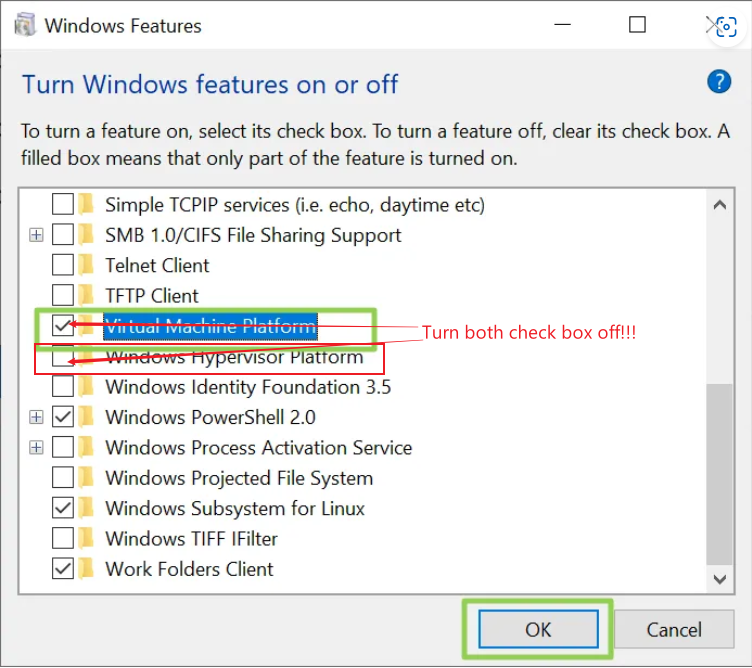 Windows Features
Turn Windows features on or off
?
To turn a feature on, select its check box. To turn a feature off, clear its check box. A
filled box means that only part of the feature is turned on.
Simple TCPIP services (i.e. echo, daytime etc)
SMB 1.0/CIFS File Sharing Support
Telnet Client
TFTP Client
Virtual Machine Platform
Turn both check box off!!!
Windows Hypervisor Platform
Windows Identity Foundation 3.5
Windows PowerShell 2.0
Windows Process Activation Service
Windows Projected File System
Windows Subsystem for Linux
Windows TIFF IFilter
Work Folders Client
OK
Cancel